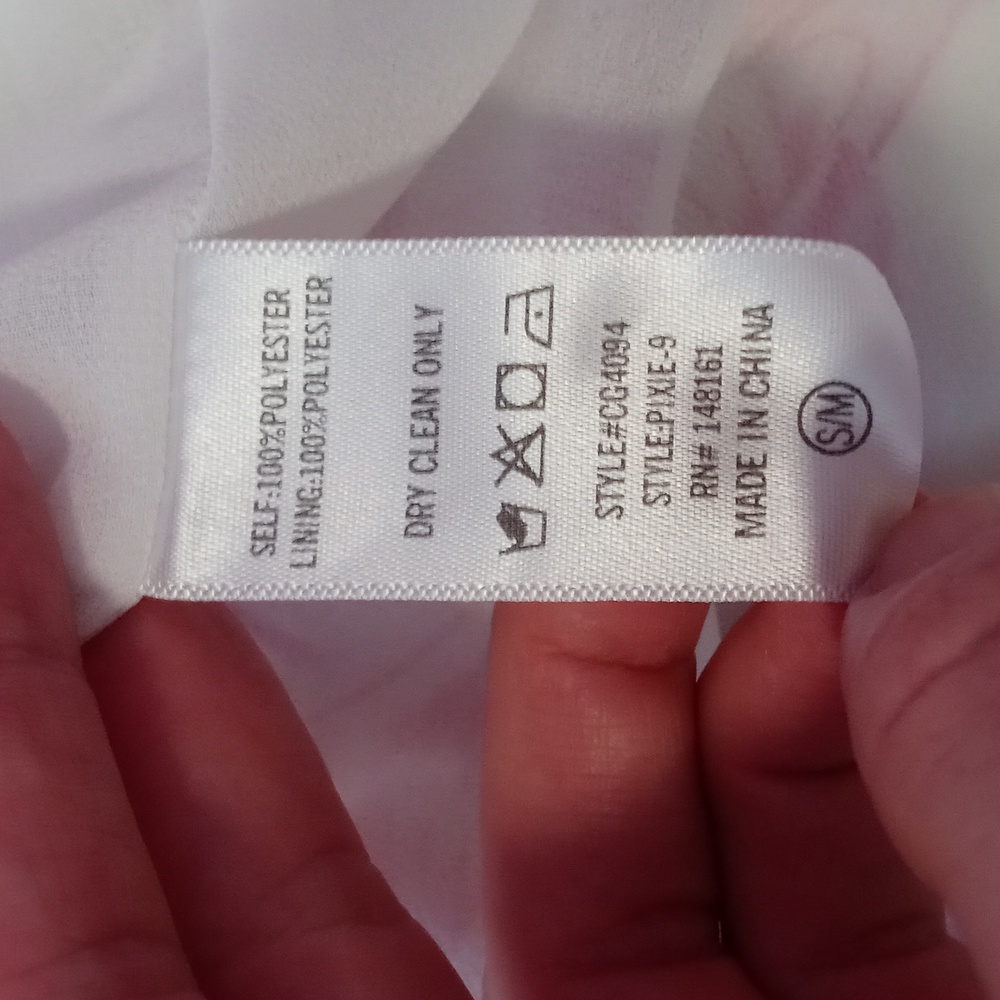 SELF:100%POLYESTER
LINING:100%POLYESTER
DRY CLEAN ONLY
STYLE#CG4094
STYLE:PIXIE-9
RN# 148161
MADE IN CHINA
S/M